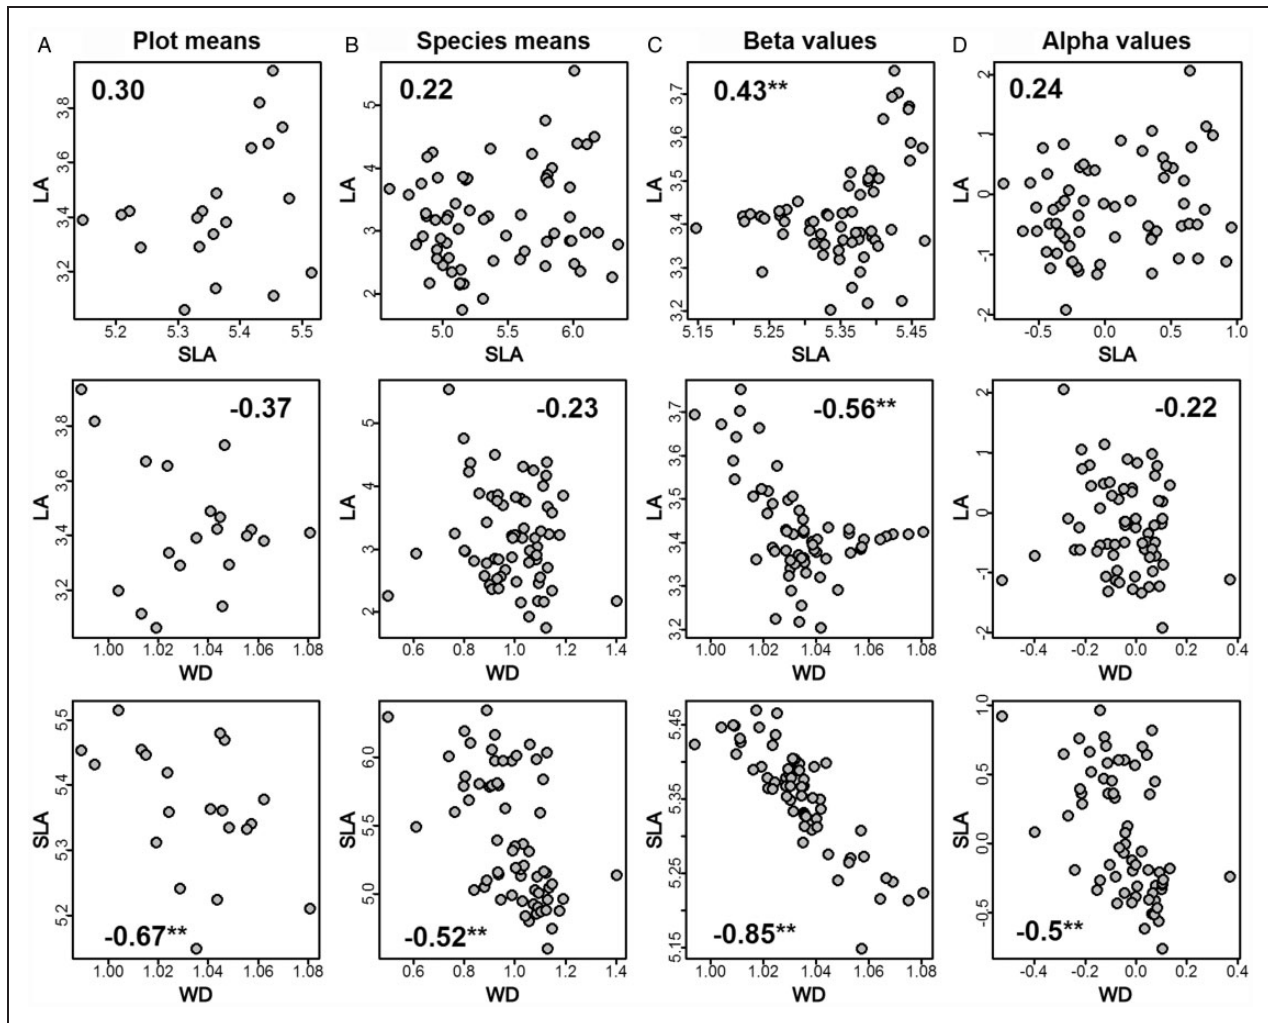 A Plot means B Species means C Beta values D Alpha values
0.30 0.22 0.43** 0.24
LA 3.2 3.4 3.6 3.8
5.2 5.3 5.4 5.5
SLA
LA 2 3 4 5
5.0 5.5 6.0
SLA
LA 3.2 3.3 3.4 3.5 3.6 3.7
5.15 5.25 5.35 5.45
SLA
LA -2 -1 0 1 2
-0.5 0.0 0.5 1.0
SLA
-0.37 -0.23 -0.56** -0.22
LA 3.2 3.4 3.6 3.8
1.00 1.02 1.04 1.06 1.08
WD
LA 2 3 4 5
0.6 0.8 1.0 1.2 1.4
WD
LA 3.2 3.3 3.4 3.5 3.6 3.7
1.00 1.02 1.04 1.06 1.08
WD
LA -2 -1 0 1 2
-0.4 -0.2 0.0 0.2 0.4
WD
-0.67** -0.52** -0.85** -0.5**
SLA 5.2 5.3 5.4 5.5
1.00 1.02 1.04 1.06 1.08
WD
SLA 5.0 5.5 6.0
0.6 0.8 1.0 1.2 1.4
WD
SLA 5.15 5.25 5.35 5.45
1.00 1.02 1.04 1.06 1.08
WD
SLA -0.5 0.0 0.5 1.0
-0.4 -0.2 0.0 0.2 0.4
WD